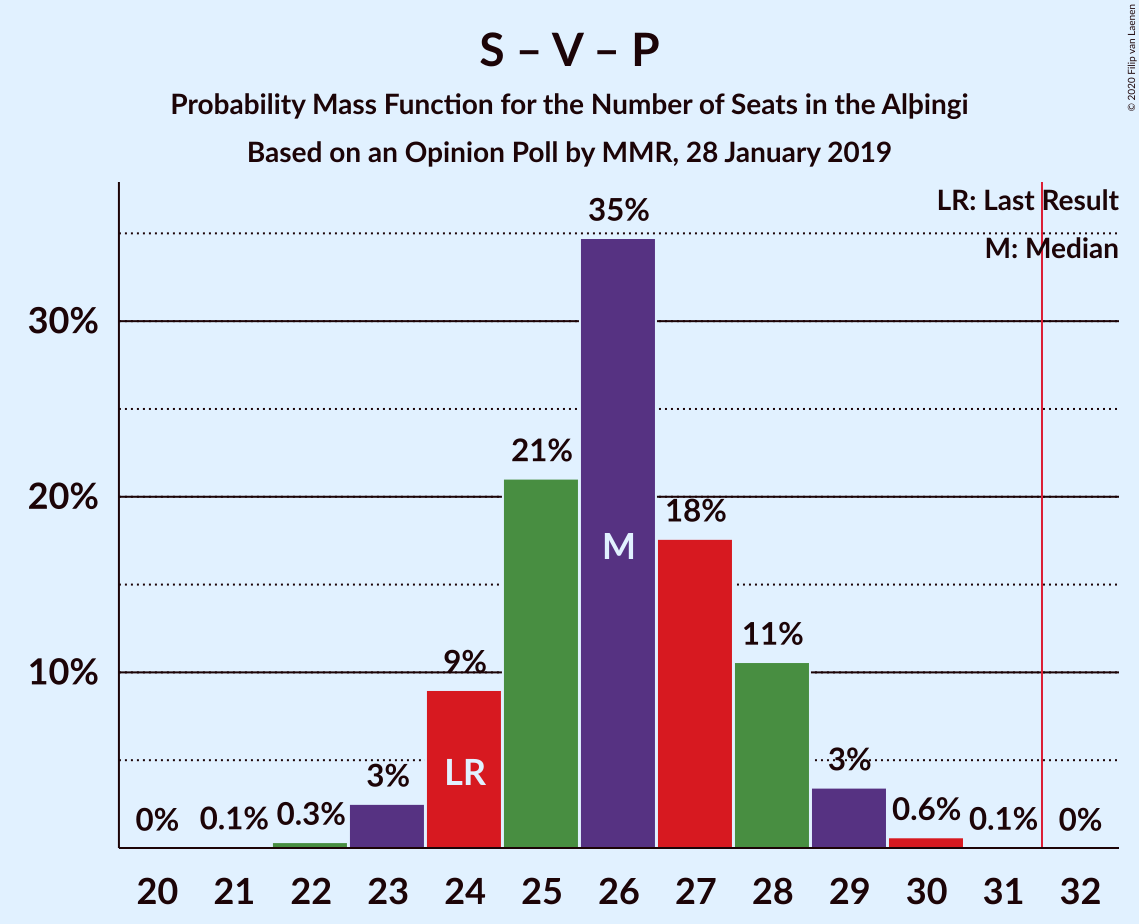 S – V – P
Probability Mass Function for the Number of Seats in the Alþingi
Based on an Opinion Poll by MMR, 28 January 2019
© 2020 Filip van Laenen
LR: Last Result
M: Median
35%
30%
21%
20%
18%
M
11%
10%
9%
LR
3%
3%
0%
0.1%
0.3%
0.6%
0.1%
0%
20 21 22 23 24 25 26 27 28 29 30 31 32